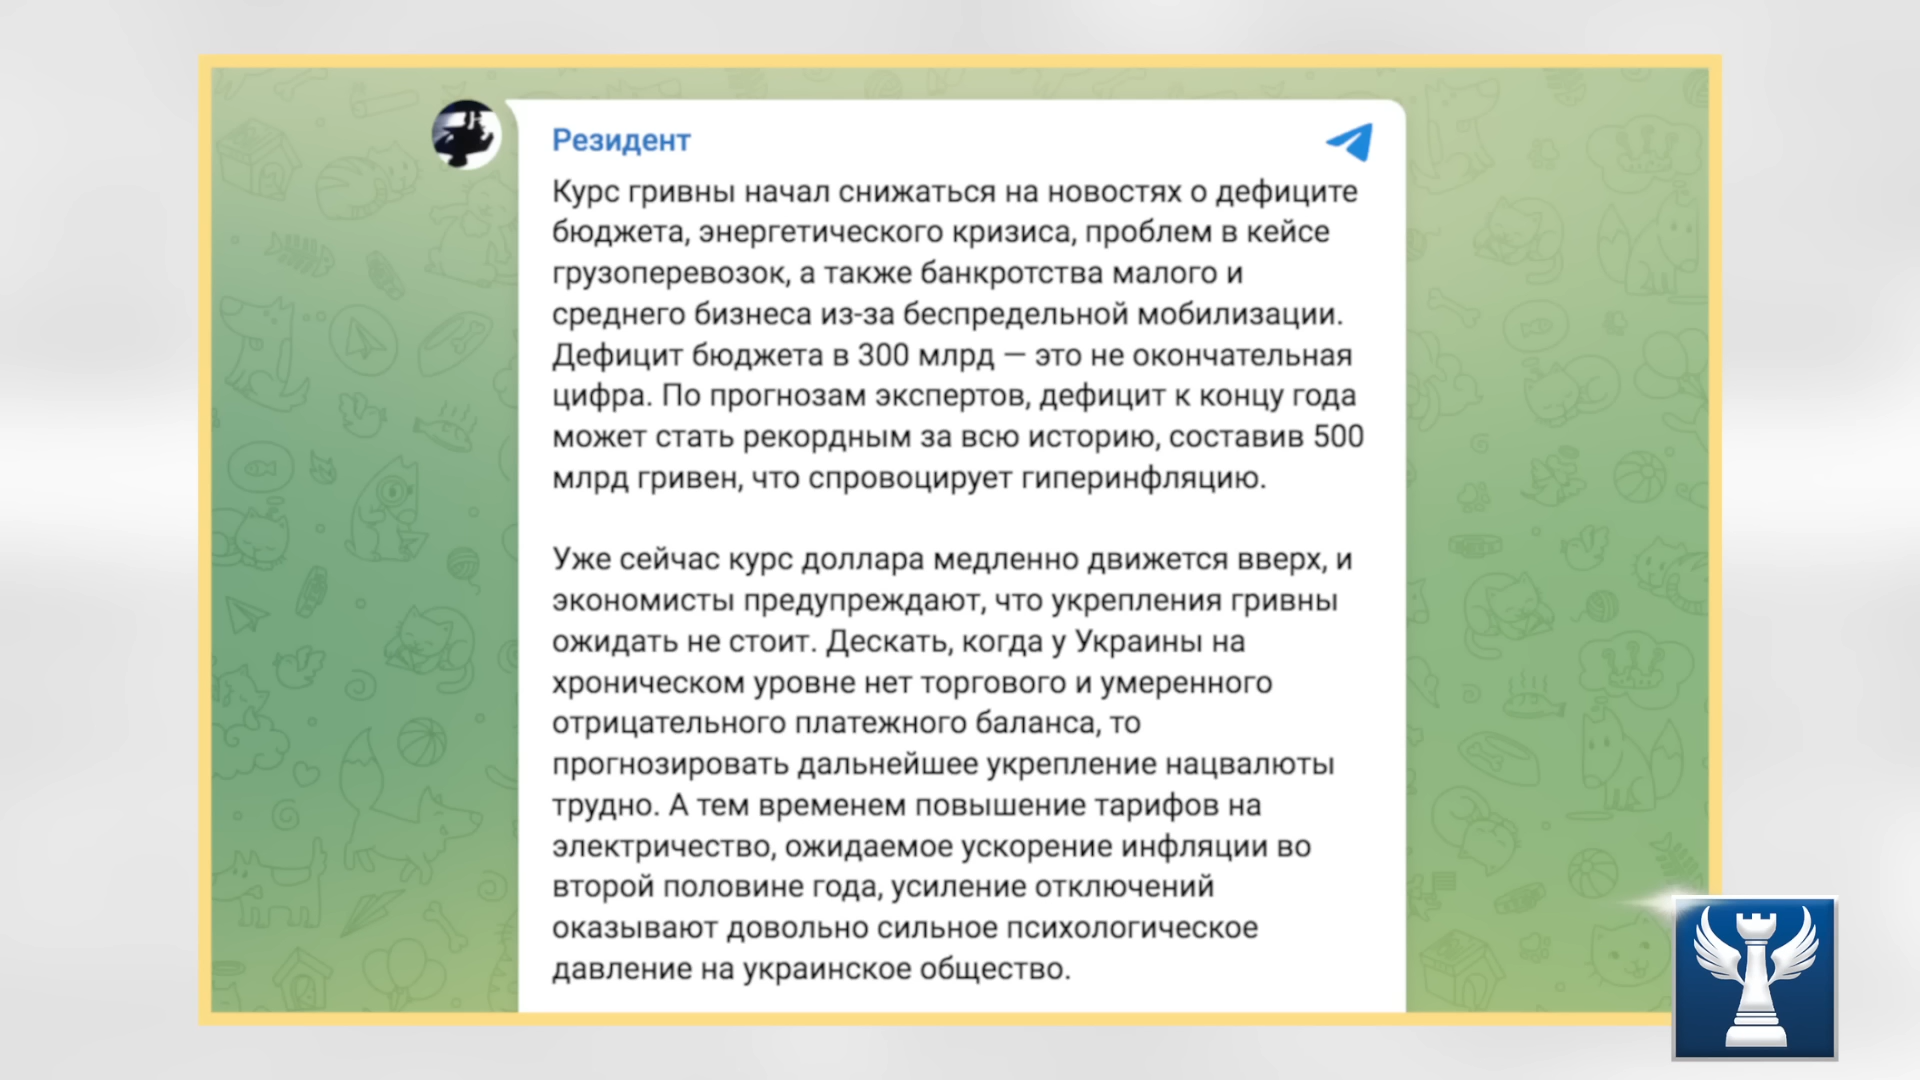 Резидент
Курс гривны начал снижаться на новостях о дефиците
бюджета, энергетического кризиса, проблем в кейсе
грузоперевозок, а также банкротства малого и
среднего бизнеса из-за беспредельной мобилизации.
Дефицит бюджета в 300 млрд — это не окончательная
цифра. По прогнозам экспертов, дефицит к концу года
может стать рекордным за всю историю, составив 500
млрд гривен, что спровоцирует гиперинфляцию.
Уже сейчас курс доллара медленно движется вверх, и
экономисты предупреждают, что укрепления гривны
ожидать не стоит. Дескать, когда у Украины на
хроническом уровне нет торгового и умеренного
отрицательного платежного баланса, то
прогнозировать дальнейшее укрепление нацвалюты
трудно. А тем временем повышение тарифов на
электричество, ожидаемое ускорение инфляции во
второй половине года, усиление отключений
оказывают довольно сильное психологическое
давление на украинское общество.